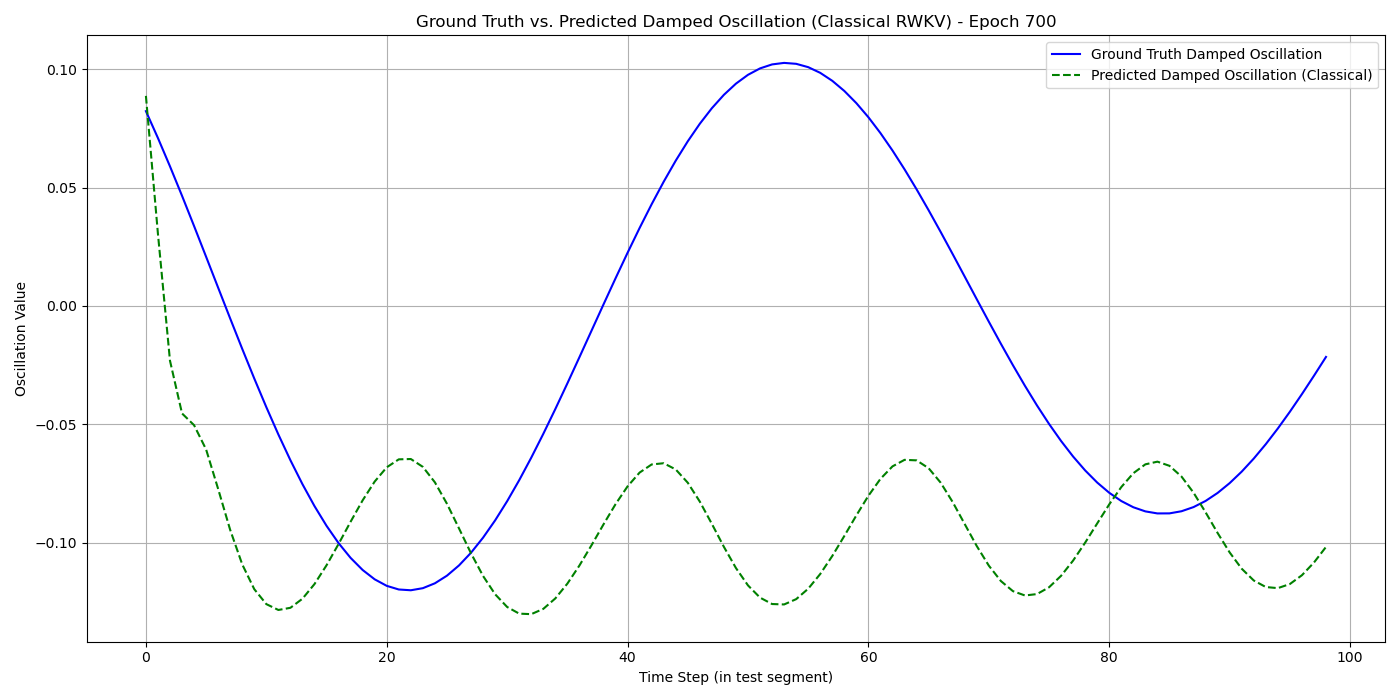 Ground Truth vs. Predicted Damped Oscillation (Classical RWKV) - Epoch 700
Ground Truth Damped Oscillation
Predicted Damped Oscillation (Classical)
Oscillation Value
0.10
0.05
0.00
−0.05
−0.10
0 20 40 60 80 100
Time Step (in test segment)